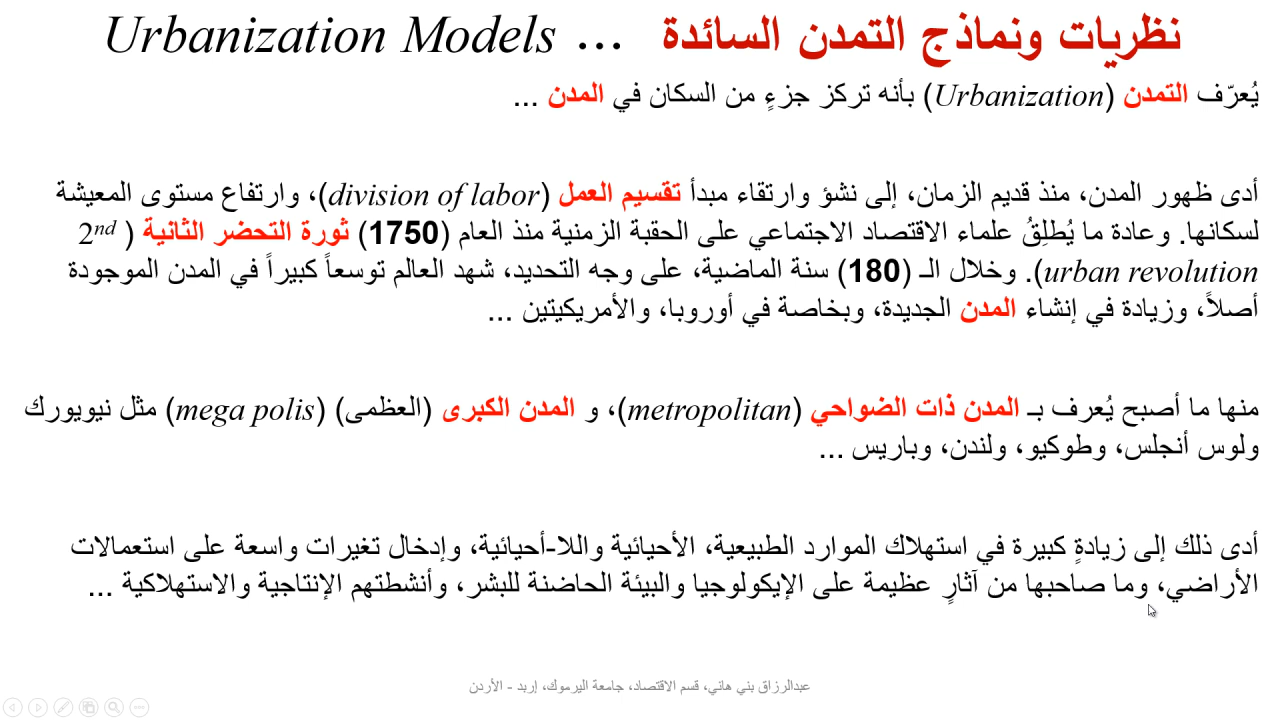 نظريات ونماذج التمدن السائدة ... Urbanization Models
يُعرّف التمدن (Urbanization) بأنه تركز جزءٍ من السكان في المدن ...
أدى ظهور المدن، منذ قديم الزمان، إلى نشؤ وارتقاء مبدأ تقسيم العمل (division of labor)، وارتفاع مستوى المعيشة
لسكانها. وعادة ما يُطلِقُ علماء الاقتصاد الاجتماعي على الحقبة الزمنية منذ العام (1750) ثورة التحضر الثانية ( 2nd
urban revolution). وخلال الـ (180) سنة الماضية، على وجه التحديد، شهد العالم توسعاً كبيراً في المدن الموجودة
أصلاً، وزيادة في إنشاء المدن الجديدة، وبخاصة في أوروبا، والأمريكيتين ...
منها ما أصبح يُعرف بـ المدن ذات الضواحي (metropolitan)، و المدن الكبرى (العظمى) (mega polis) مثل نيويورك
ولوس أنجلس، وطوكيو، ولندن، وباريس ...
أدى ذلك إلى زيادةٍ كبيرة في استهلاك الموارد الطبيعية، الأحيائية واللا-أحيائية، وإدخال تغيرات واسعة على استعمالات
الأراضي، وما صاحبها من آثارٍ عظيمة على الإيكولوجيا والبيئة الحاضنة للبشر، وأنشطتهم الإنتاجية والاستهلاكية ...
عبدالرزاق بني هاني، قسم الاقتصاد، جامعة اليرموك، إربد - الأردن